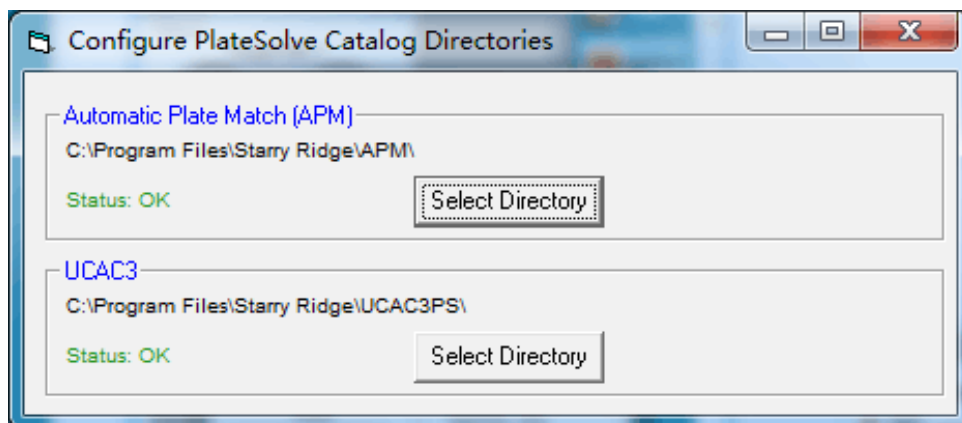 Configure PlateSolve Catalog Directories
Automatic Plate Match (APM)
C:\Program Files\Starry Ridge\APM\
Status: OK Select Directory
UCAC3
C:\Program Files\Starry Ridge\UCAC3PS\
Status: OK Select Directory